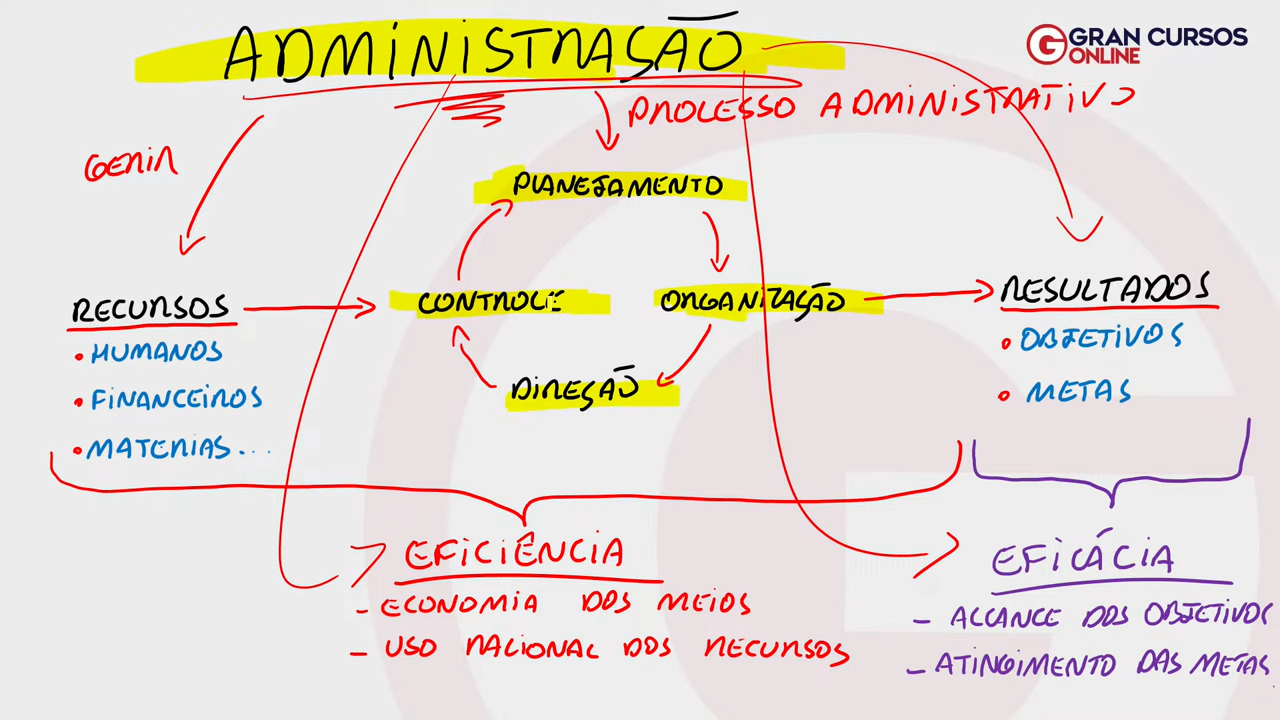 ADMINISTRAÇÃO
GRAN CURSOS
ONLINE
PROCESSO ADMINISTRATIVO
GERIR
PLANEJAMENTO
RECURSOS
CONTROLE
ORGANIZAÇÃO
RESULTADOS
• HUMANOS
• OBJETIVOS
• FINANCEIROS
DIREÇÃO
• METAS
• MATERIAS...
EFICIÊNCIA
EFICÁCIA
- ECONOMIA DOS MEIOS
- ALCANCE DOS OBJETIVOS
- USO RACIONAL DOS RECURSOS
- ATINGIMENTO DAS METAS